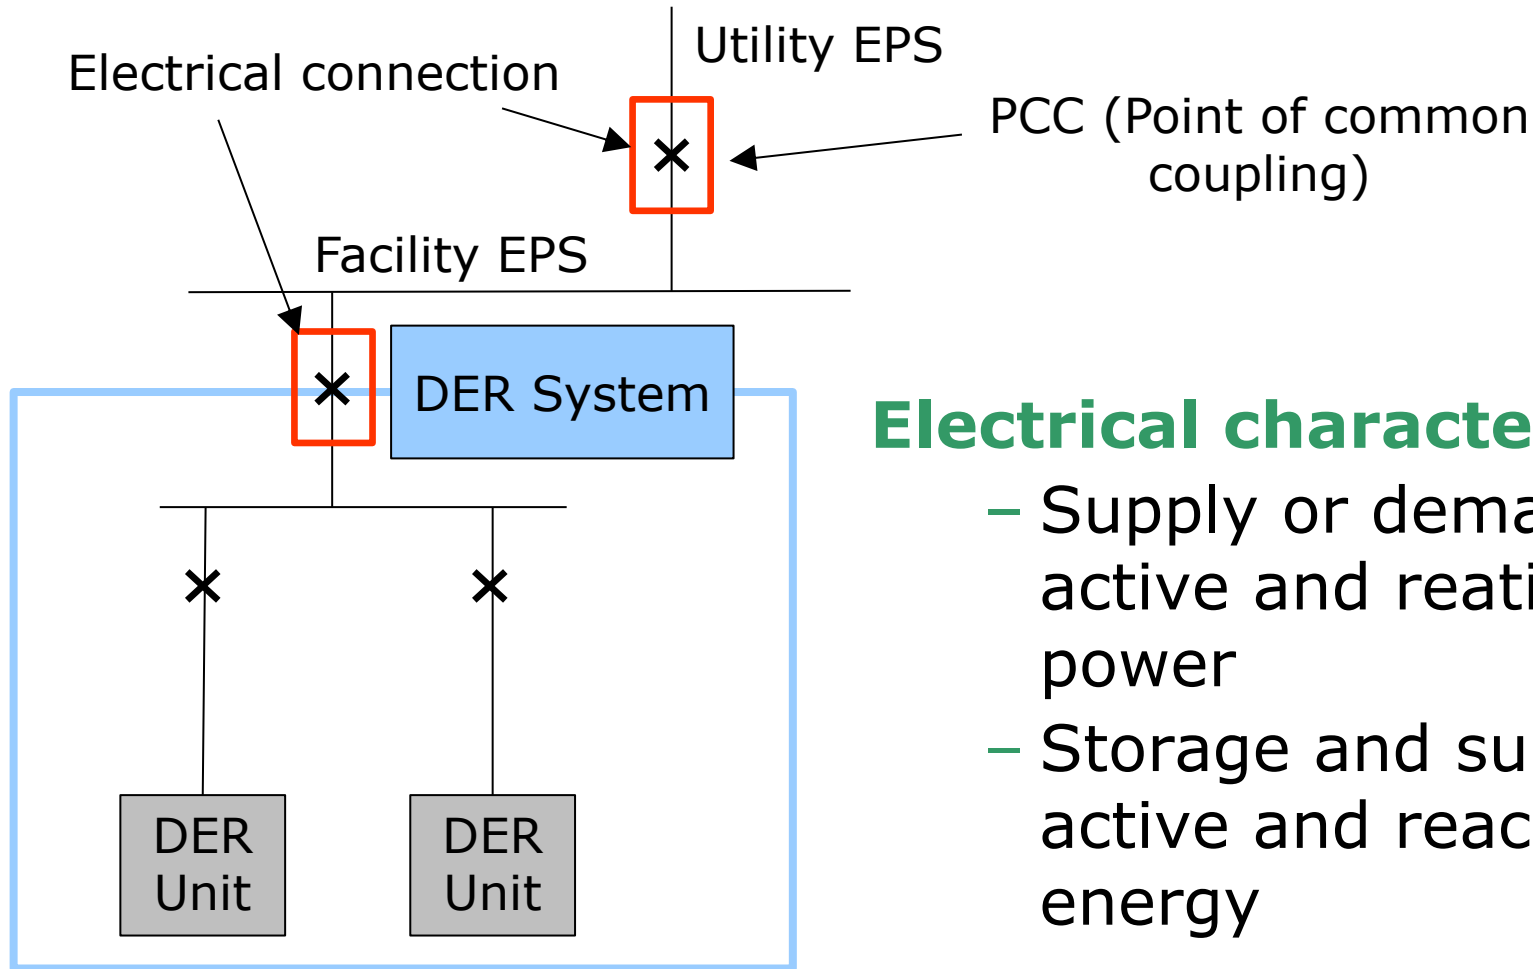 Utility EPS
Electrical connection
PCC (Point of common
coupling)
Facility EPS
DER System
Electrical characte
– Supply or dema
active and reati
power
– Storage and su
active and reac
energy
DER
Unit
DER
Unit